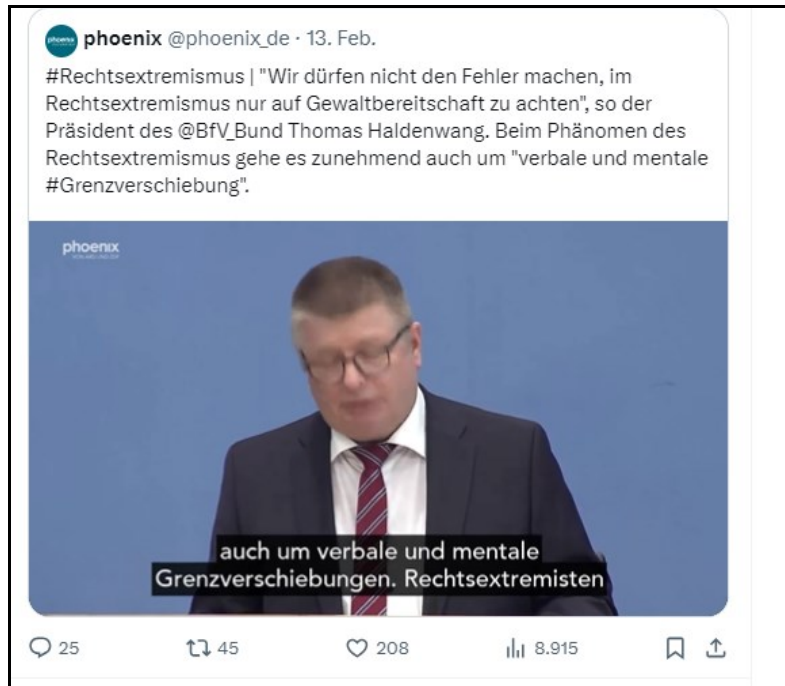 phoenix @phoenix_de · 13. Feb.
#Rechtsextremismus | "Wir dürfen nicht den Fehler machen, im
Rechtsextremismus nur auf Gewaltbereitschaft zu achten", so der
Präsident des @BfV_Bund Thomas Haldenwang. Beim Phänomen des
Rechtsextremismus gehe es zunehmend auch um "verbale und mentale
#Grenzverschiebung".
phoenix
auch um verbale und mentale
Grenzverschiebungen. Rechtsextremisten
25 45 208 8.915